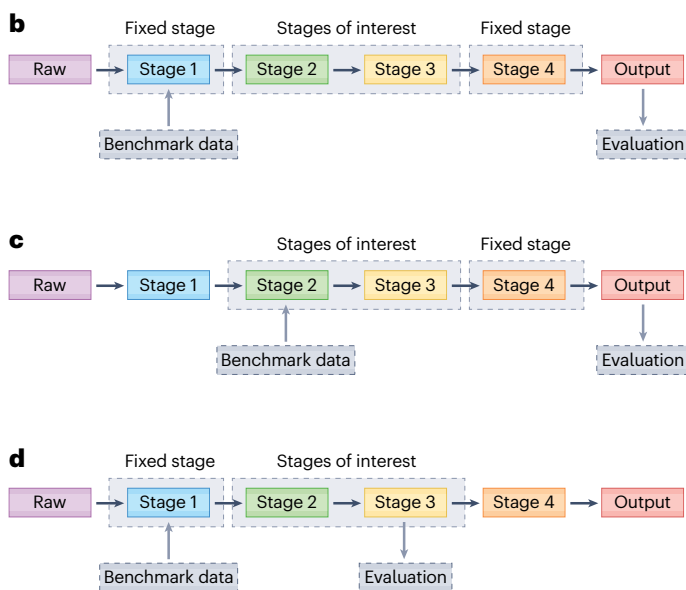 b
Fixed stage Stages of interest Fixed stage
Raw Stage 1 Stage 2 Stage 3 Stage 4 Output
Benchmark data Evaluation
c
Stages of interest Fixed stage
Raw Stage 1 Stage 2 Stage 3 Stage 4 Output
Benchmark data Evaluation
d
Fixed stage Stages of interest
Raw Stage 1 Stage 2 Stage 3 Stage 4 Output
Benchmark data Evaluation